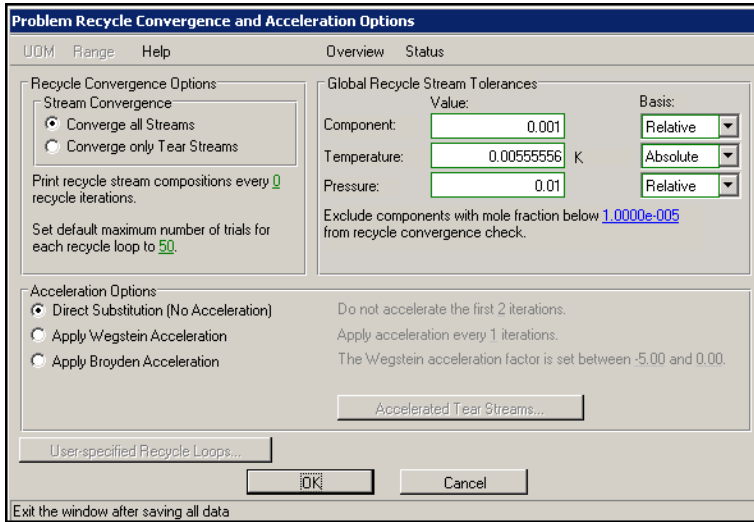 Problem Recycle Convergence and Acceleration Options
UOM Range Help Overview Status
Recycle Convergence Options
Stream Convergence
Converge all Streams
Converge only Tear Streams
Print recycle stream compositions every 0
recycle iterations.
Set default maximum number of trials for
each recycle loop to 50.
Global Recycle Stream Tolerances
Value: Basis:
Component: 0.001 Relative
Temperature: 0.00555556 K Absolute
Pressure: 0.01 Relative
Exclude components with mole fraction below 1.0000e-005
from recycle convergence check.
Acceleration Options
Direct Substitution (No Acceleration) Do not accelerate the first 2 iterations.
Apply Wegstein Acceleration Apply acceleration every 1 iterations.
Apply Broyden Acceleration The Wegstein acceleration factor is set between -5.00 and 0.00.
Accelerated Tear Streams...
User-specified Recycle Loops...
OK Cancel
Exit the window after saving all data